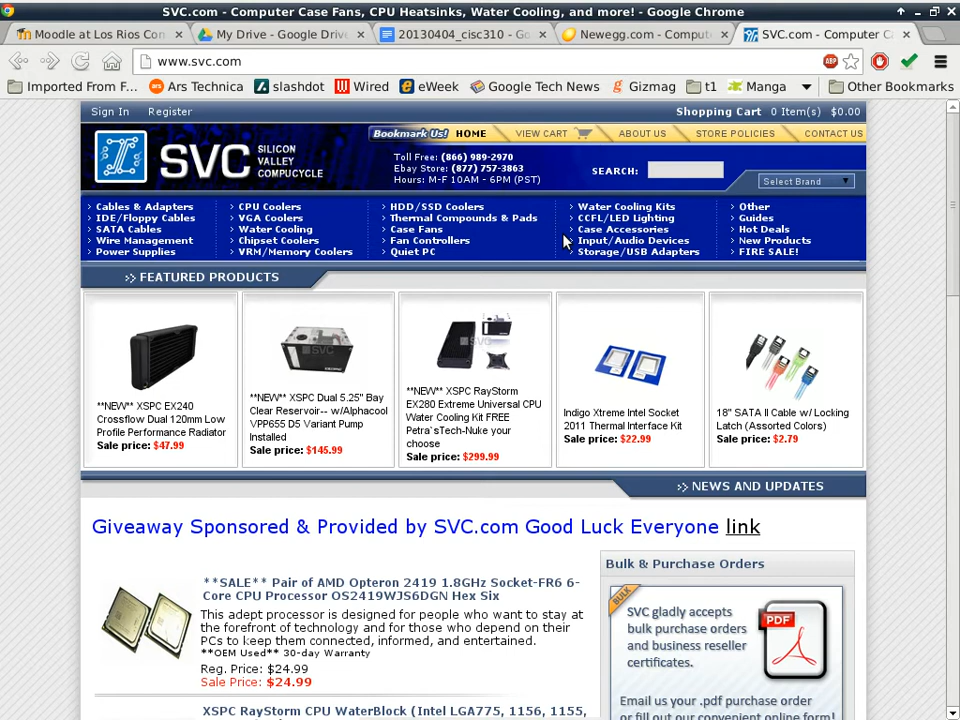 SVC.com - Computer Case Fans, CPU Heatsinks, Water Cooling, and more! - Google Chrome
Moodle at Los Rios Con
My Drive - Google Drive
20130404_cisc310 - Go
Newegg.com - Comput
SVC.com - Computer Ca
www.svc.com
ABP
Imported From F...
Ars Technica
slashdot
Wired
eWeek
Google Tech News
Gizmag
t1
Manga
Other Bookmarks
Sign In
Register
Shopping Cart 0 Item(s) $0.00
Bookmark Us!
HOME
VIEW CART
ABOUT US
STORE POLICIES
CONTACT US
SVC
SILICON
VALLEY
COMPUCYCLE
Toll Free: (866) 989-2970
Ebay Store: (877) 757-3863
Hours: M-F 10AM - 6PM (PST)
SEARCH:
Select Brand
Cables & Adapters
IDE/Floppy Cables
SATA Cables
Wire Management
Power Supplies
CPU Coolers
VGA Coolers
Water Cooling
Chipset Coolers
VRM/Memory Coolers
HDD/SSD Coolers
Thermal Compounds & Pads
Case Fans
Fan Controllers
Quiet PC
Water Cooling Kits
CCFL/LED Lighting
Case Accessories
Input/Audio Devices
Storage/USB Adapters
Other
Guides
Hot Deals
New Products
FIRE SALE!
FEATURED PRODUCTS
**NEW** XSPC EX240
Crossflow Dual 120mm Low
Profile Performance Radiator
Sale price: $47.99
**NEW** XSPC Dual 5.25" Bay
Clear Reservoir-- w/Alphacool
VPP655 D5 Variant Pump
Installed
Sale price: $145.99
**NEW** XSPC RayStorm
EX280 Extreme Universal CPU
Water Cooling Kit FREE
Petra`sTech-Nuke your
choose
Sale price: $299.99
Indigo Xtreme Intel Socket
2011 Thermal Interface Kit
Sale price: $22.99
18" SATA II Cable w/ Locking
Latch (Assorted Colors)
Sale price: $2.79
NEWS AND UPDATES
Giveaway Sponsored & Provided by SVC.com Good Luck Everyone link
**SALE** Pair of AMD Opteron 2419 1.8GHz Socket-FR6 6-
Core CPU Processor OS2419WJS6DGN Hex Six
This adept processor is designed for people who want to stay at
the forefront of technology and for those who depend on their
PCs to keep them connected, informed, and entertained.
**OEM Used** 30-day Warranty
Reg. Price: $24.99
Sale Price: $24.99
XSPC RayStorm CPU WaterBlock (Intel LGA775, 1156, 1155,
Bulk & Purchase Orders
BULK
SVC gladly accepts
bulk purchase orders
and business reseller
certificates.
PDF
Email us your .pdf purchase order
or fill out our convenient online form!